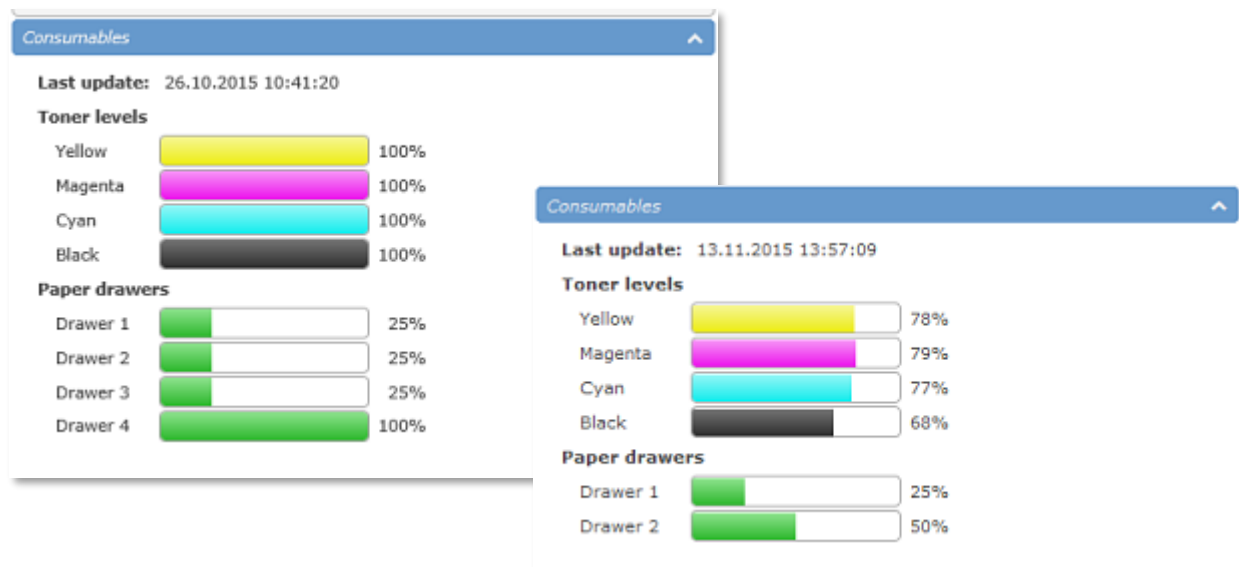 Consumables
Last update: 26.10.2015 10:41:20
Toner levels
Yellow 100%
Magenta 100%
Cyan 100%
Black 100%
Paper drawers
Drawer 1 25%
Drawer 2 25%
Drawer 3 25%
Drawer 4 100%
Consumables
Last update: 13.11.2015 13:57:09
Toner levels
Yellow 78%
Magenta 79%
Cyan 77%
Black 68%
Paper drawers
Drawer 1 25%
Drawer 2 50%